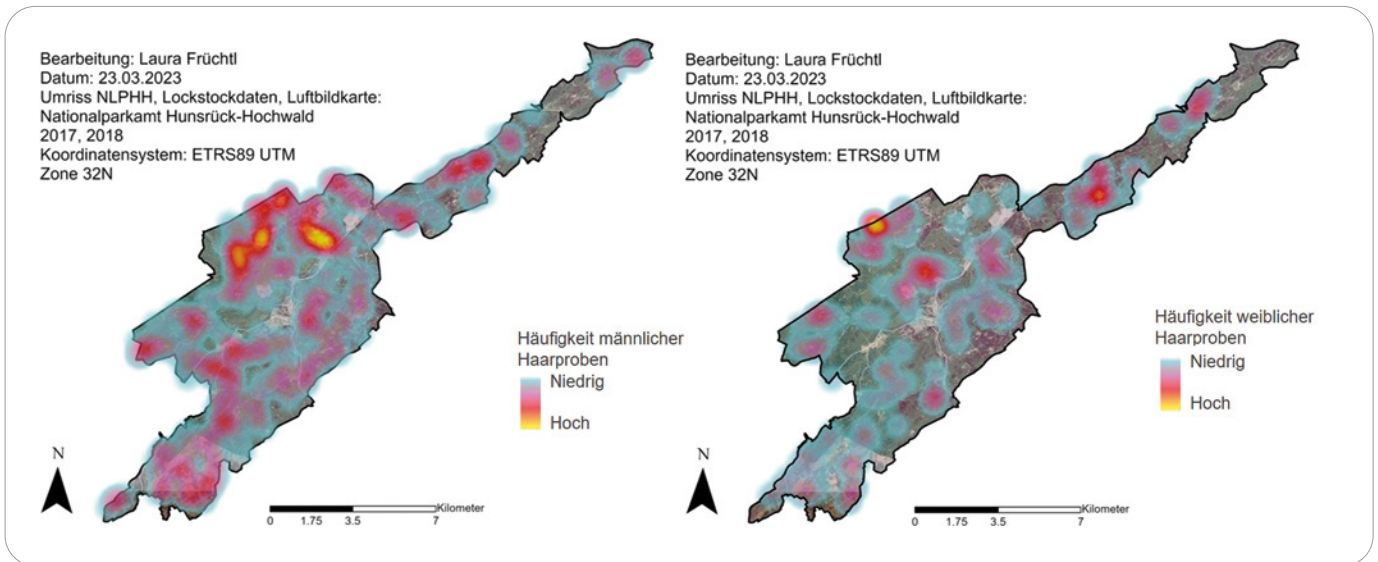 Bearbeitung: Laura Früchtl
Datum: 23.03.2023
Umriss NLPHH, Lockstockdaten, Luftbildkarte:
Nationalparkamt Hunsrück-Hochwald
2017, 2018
Koordinatensystem: ETRS89 UTM
Zone 32N
Häufigkeit männlicher
Haarproben
Niedrig
Hoch
N
Kilometer
0 1.75 3.5 7
Bearbeitung: Laura Früchtl
Datum: 23.03.2023
Umriss NLPHH, Lockstockdaten, Luftbildkarte:
Nationalparkamt Hunsrück-Hochwald
2017, 2018
Koordinatensystem: ETRS89 UTM
Zone 32N
Häufigkeit weiblicher
Haarproben
Niedrig
Hoch
N
Kilometer
0 1.75 3.5 7